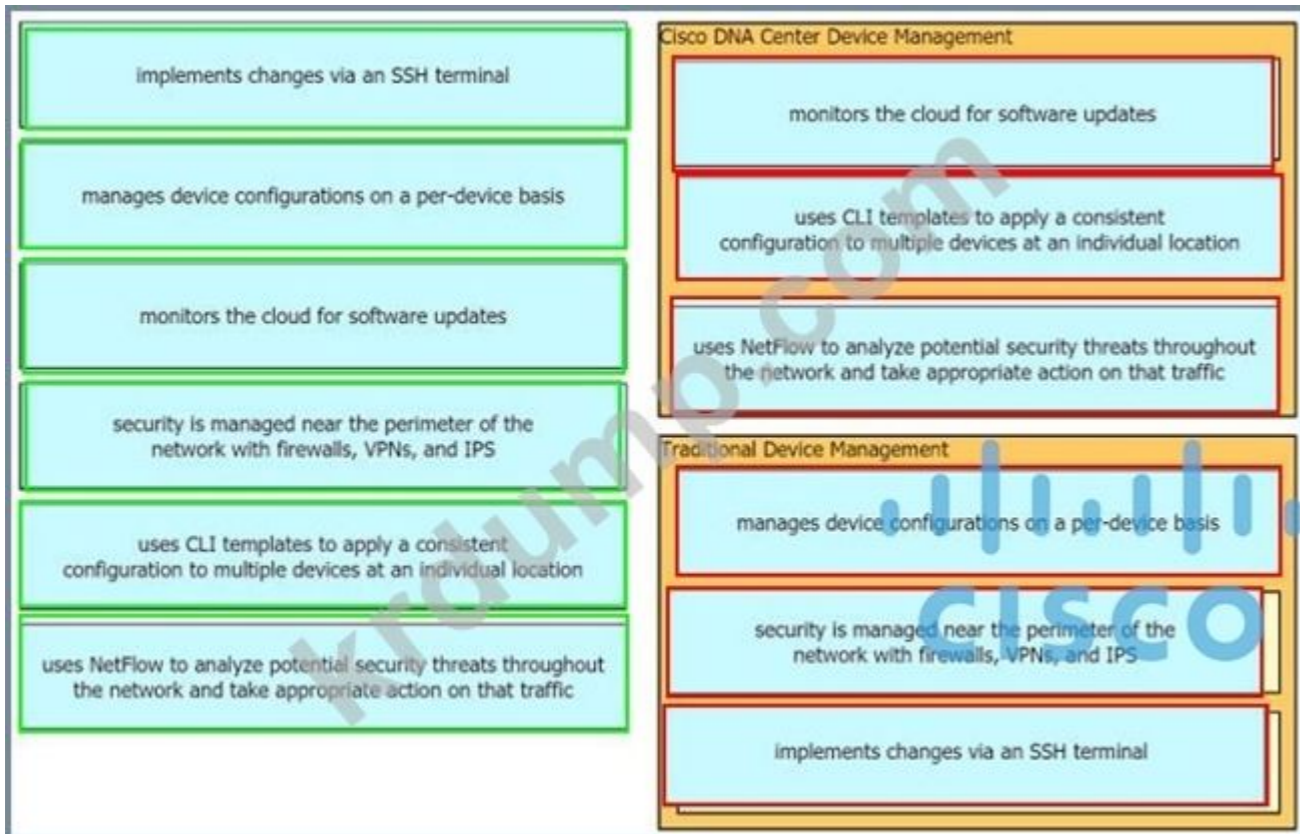 implements changes via an SSH terminal
manages device configurations on a per-device basis
monitors the cloud for software updates
security is managed near the perimeter of the
network with firewalls, VPNs, and IPS
uses CLI templates to apply a consistent
configuration to multiple devices at an individual location
uses NetFlow to analyze potential security threats throughout
the network and take appropriate action on that traffic
Cisco DNA Center Device Management
monitors the cloud for software updates
uses CLI templates to apply a consistent
configuration to multiple devices at an individual location
uses NetFlow to analyze potential security threats throughout
the network and take appropriate action on that traffic
Traditional Device Management
manages device configurations on a per-device basis
security is managed near the perimeter of the
network with firewalls, VPNs, and IPS
implements changes via an SSH terminal
CISCO
krdump.com